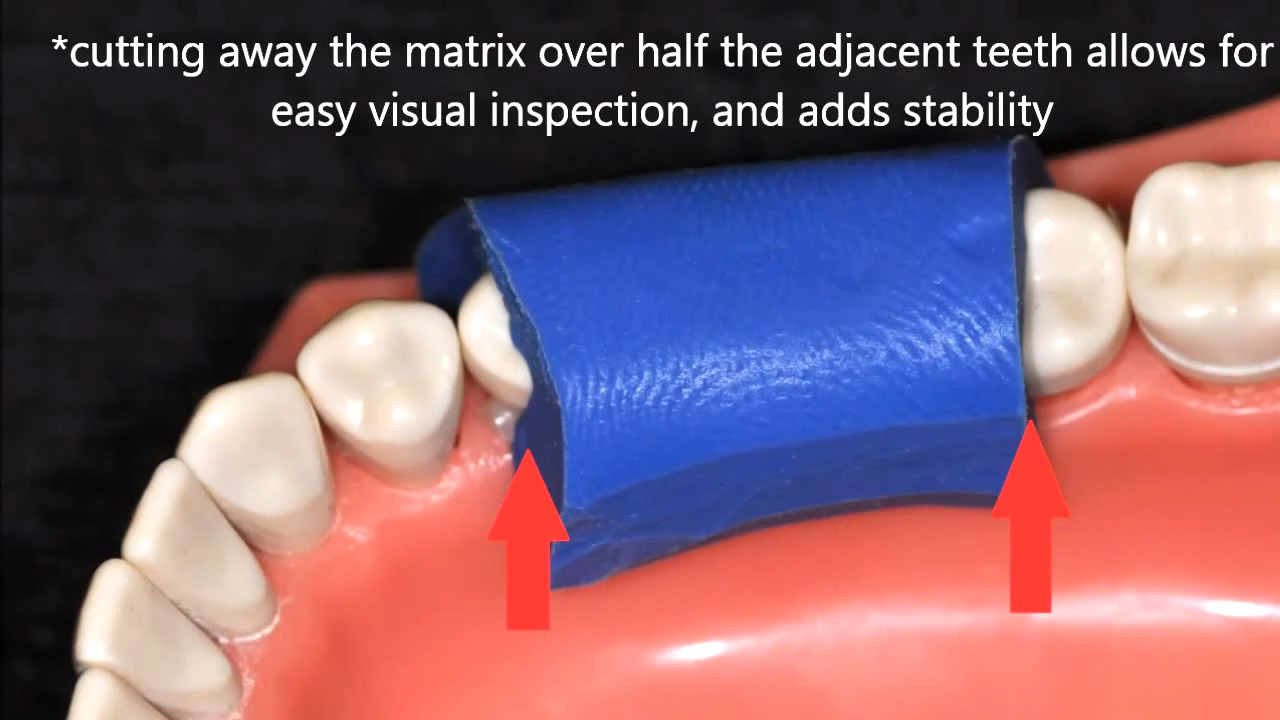 *cutting away the matrix over half the adjacent teeth allows for
easy visual inspection, and adds stability